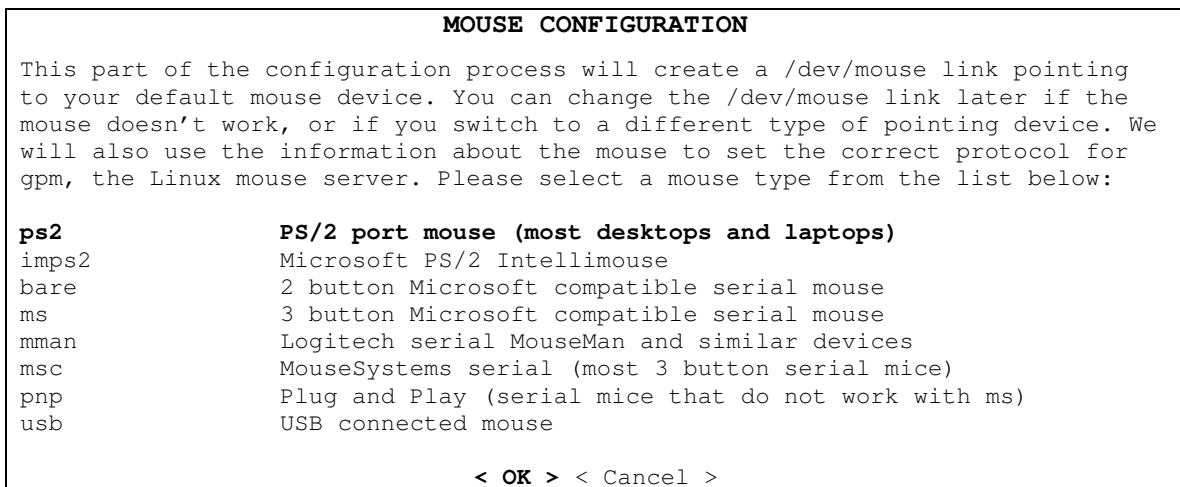 MOUSE CONFIGURATION
This part of the configuration process will create a /dev/mouse link pointing
to your default mouse device. You can change the /dev/mouse link later if the
mouse doesn’t work, or if you switch to a different type of pointing device. We
will also use the information about the mouse to set the correct protocol for
gpm, the Linux mouse server. Please select a mouse type from the list below:
ps2 PS/2 port mouse (most desktops and laptops)
imps2 Microsoft PS/2 Intellimouse
bare 2 button Microsoft compatible serial mouse
ms 3 button Microsoft compatible serial mouse
mman Logitech serial MouseMan and similar devices
msc MouseSystems serial (most 3 button serial mice)
pnp Plug and Play (serial mice that do not work with ms)
usb USB connected mouse
< OK > < Cancel >